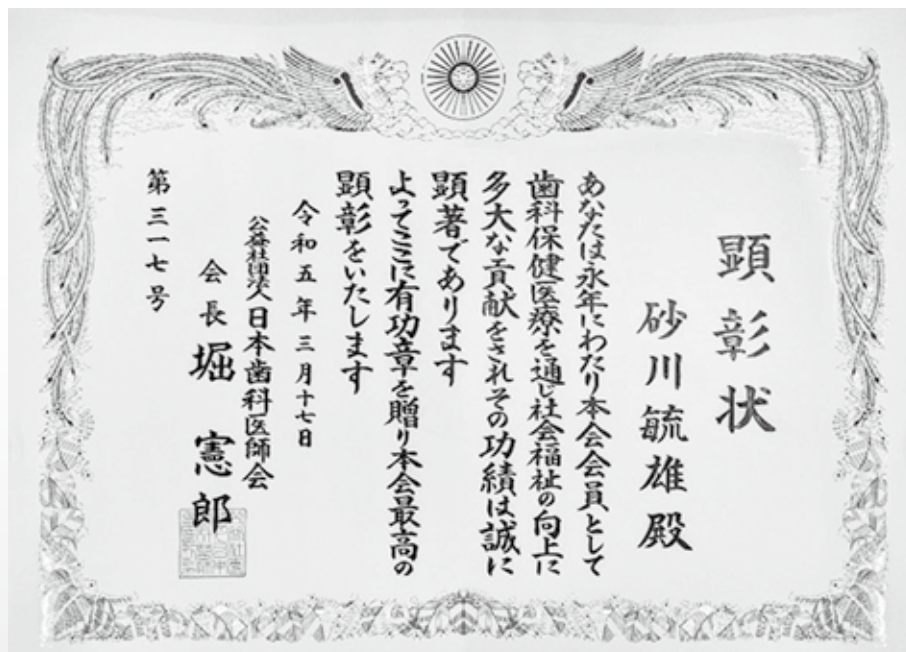 顕彰状
砂川毓雄殿
あなたは永年にわたり本会会員として
歯科保健医療を通じ社会福祉の向上に
多大な貢献をされその功績は誠に
顕著であります
よってここに有功章を贈り本会最高の
顕彰をいたします
令和五年三月十七日
公益社団法人日本歯科医師会
会長 堀 憲郎
第三一七号